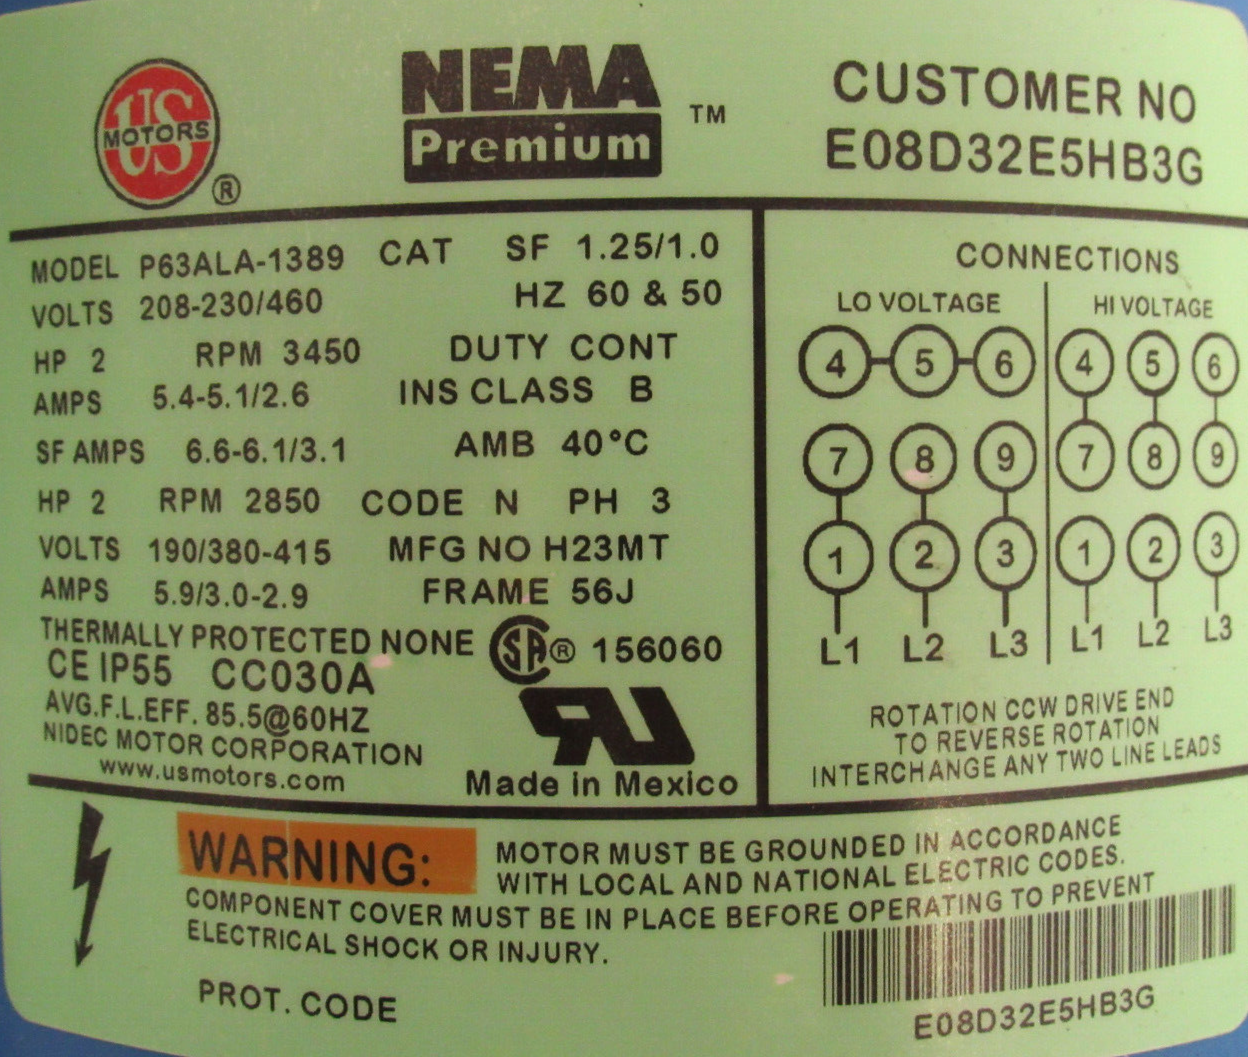 US
MOTORS
®
NEMA
Premium
™
CUSTOMER NO
E08D32E5HB3G
MODEL P63ALA-1389 CAT SF 1.25/1.0
VOLTS 208-230/460 HZ 60 & 50
HP 2 RPM 3450 DUTY CONT
AMPS 5.4-5.1/2.6 INS CLASS B
SF AMPS 6.6-6.1/3.1 AMB 40°C
HP 2 RPM 2850 CODE N PH 3
VOLTS 190/380-415 MFG NO H23MT
AMPS 5.9/3.0-2.9 FRAME 56J
THERMALLY PROTECTED NONE SA ® 156060
CE IP55 CC030A
AVG.F.L.EFF. 85.5@60HZ
NIDEC MOTOR CORPORATION
www.usmotors.com
Made in Mexico
CONNECTIONS
LO VOLTAGE HI VOLTAGE
4 5 6 4 5 6
7 8 9 7 8 9
1 2 3 1 2 3
L1 L2 L3 L1 L2 L3
ROTATION CCW DRIVE END
TO REVERSE ROTATION
INTERCHANGE ANY TWO LINE LEADS
WARNING: MOTOR MUST BE GROUNDED IN ACCORDANCE
WITH LOCAL AND NATIONAL ELECTRIC CODES.
COMPONENT COVER MUST BE IN PLACE BEFORE OPERATING TO PREVENT
ELECTRICAL SHOCK OR INJURY.
PROT. CODE
E08D32E5HB3G